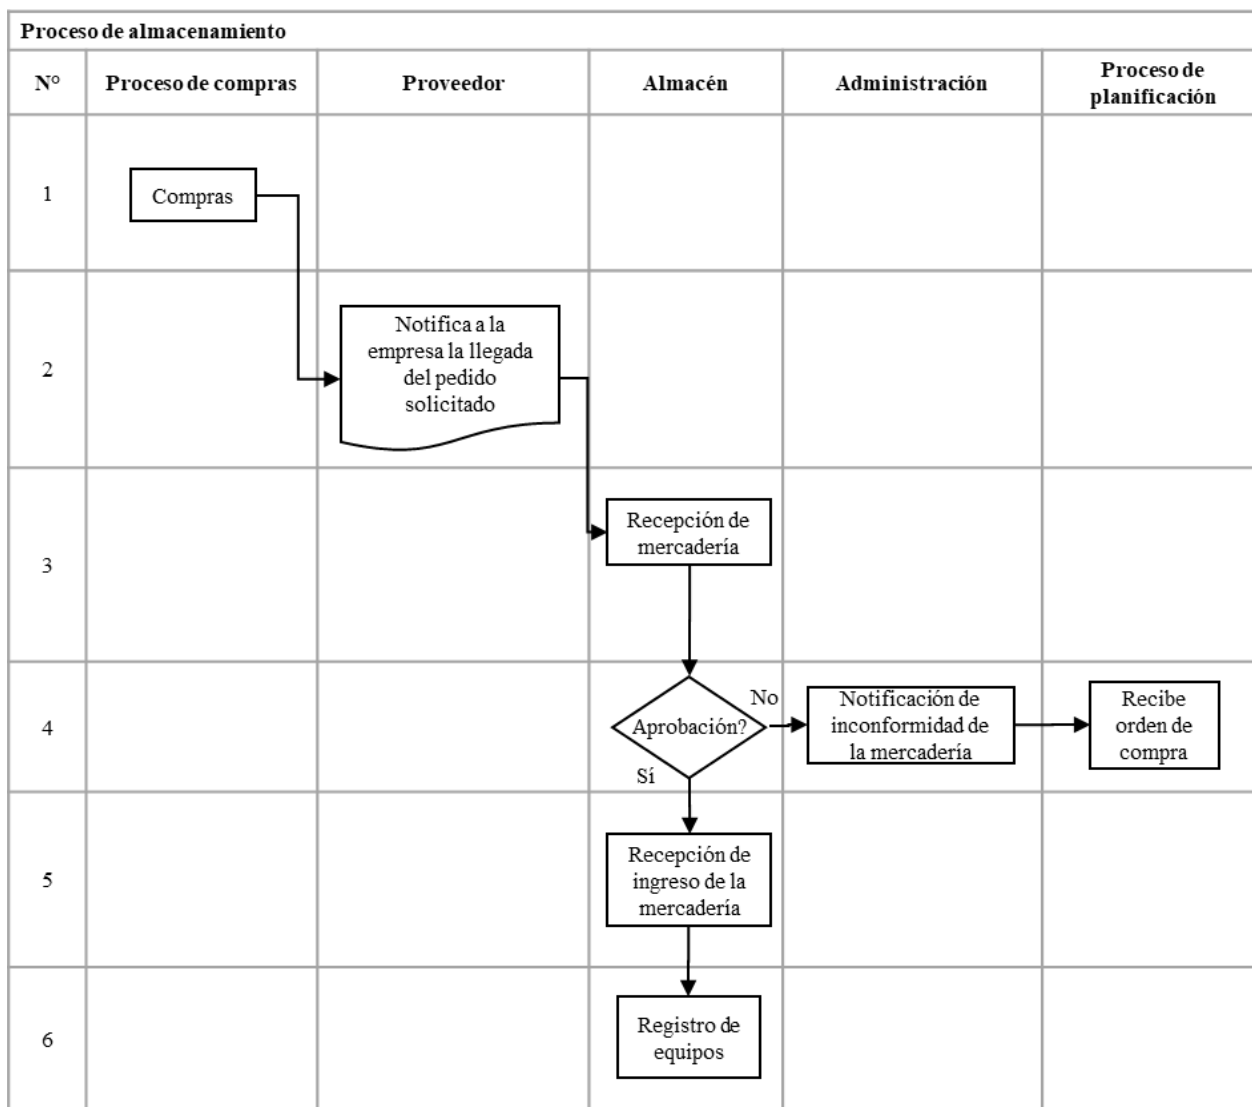 Proceso de almacenamiento
N°
Proceso de compras
Proveedor
Almacén
Administración
Proceso de
planificación
1
Compras
2
Notifica a la
empresa la llegada
del pedido
solicitado
3
Recepción de
mercadería
4
Aprobación?
No
Sí
Notificación de
inconformidad de
la mercadería
Recibe
orden de
compra
5
Recepción de
ingreso de la
mercadería
6
Registro de
equipos